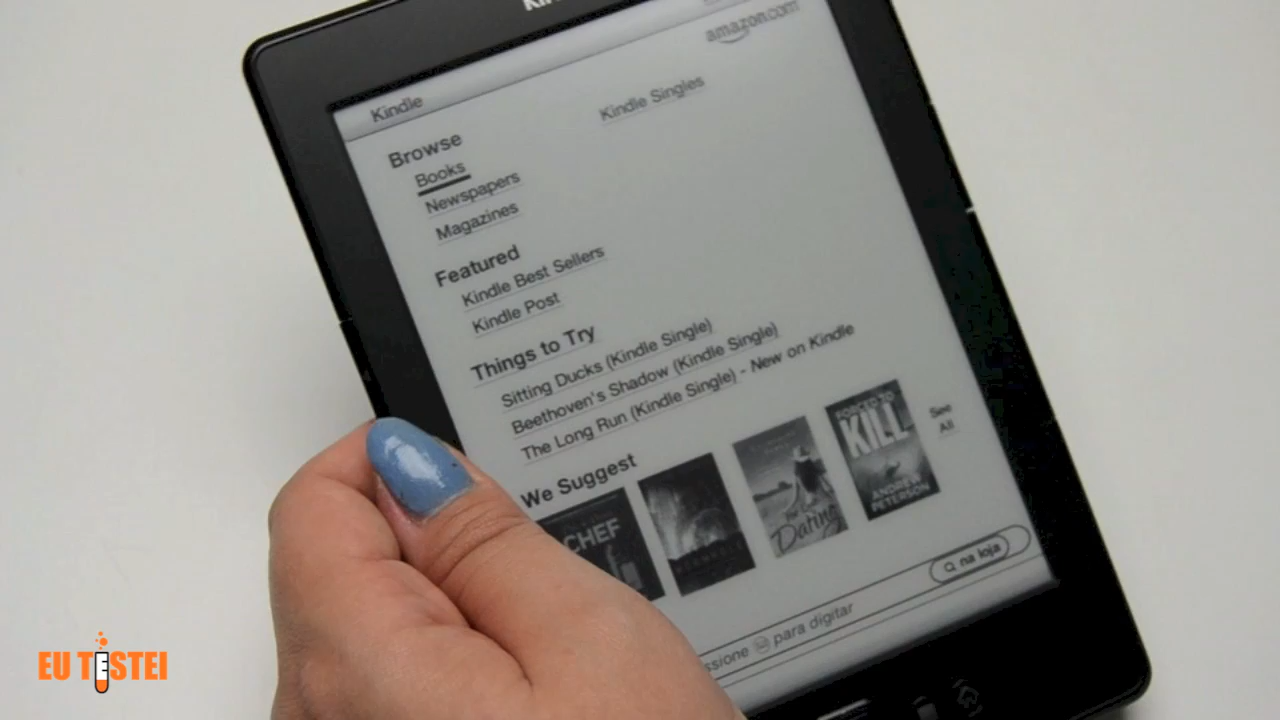 amazon.com
Kindle
Kindle Singles
Browse
Books
Newspapers
Magazines
Featured
Kindle Best Sellers
Kindle Post
Things to Try
Sitting Ducks (Kindle Single)
Beethoven's Shadow (Kindle Single)
The Long Run (Kindle Single) - New on Kindle
We Suggest
See
All
CHEF
Dating
FORCED TO
KILL
ANDREW
PETERSON
na loja
para digitar
EU TESTEI